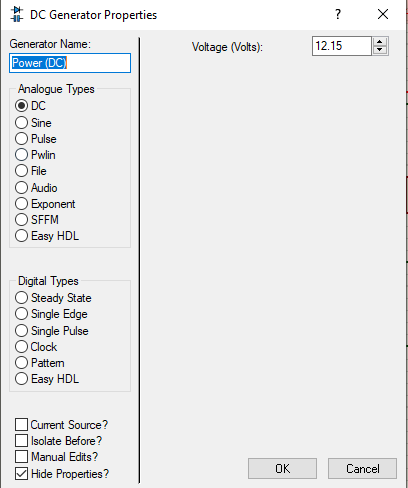 DC Generator Properties
?
Generator Name:
Power (DC)
Analogue Types
DC
Sine
Pulse
Pwlin
File
Audio
Exponent
SFFM
Easy HDL
Digital Types
Steady State
Single Edge
Single Pulse
Clock
Pattern
Easy HDL
Current Source?
Isolate Before?
Manual Edits?
Hide Properties?
Voltage (Volts):
12.15
OK
Cancel